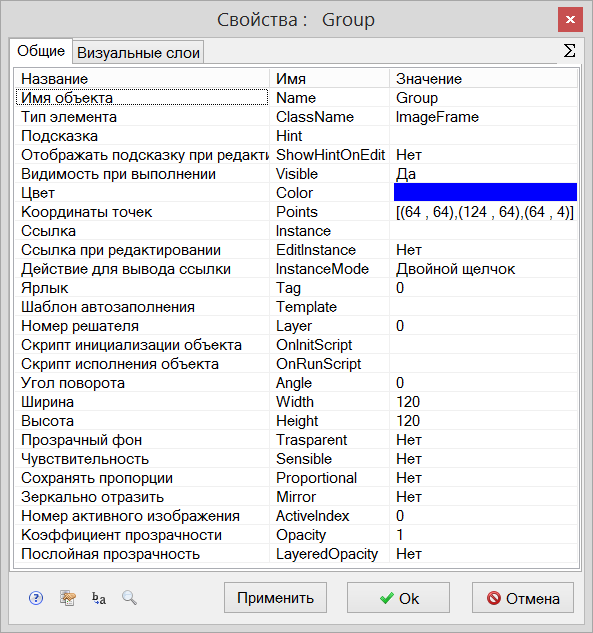 Свойства : Group
Общие Визуальные слои Σ
Название Имя Значение
Имя объекта Name Group
Тип элемента ClassName ImageFrame
Подсказка Hint
Отображать подсказку при редакти ShowHintOnEdit Нет
Видимость при выполнении Visible Да
Цвет Color
Координаты точек Points [(64 , 64),(124 , 64),(64 , 4)]
Ссылка Instance
Ссылка при редактировании EditInstance Нет
Действие для вывода ссылки InstanceMode Двойной щелчок
Ярлык Tag 0
Шаблон автозаполнения Template
Номер решателя Layer 0
Скрипт инициализации объекта OnInitScript
Скрипт исполнения объекта OnRunScript
Угол поворота Angle 0
Ширина Width 120
Высота Height 120
Прозрачный фон Trasparent Нет
Чувствительность Sensible Нет
Сохранять пропорции Proportional Нет
Зеркально отразить Mirror Нет
Номер активного изображения ActiveIndex 0
Коэффициент прозрачности Opacity 1
Послойная прозрачность LayeredOpacity Нет
? ba Применить Ok Отмена